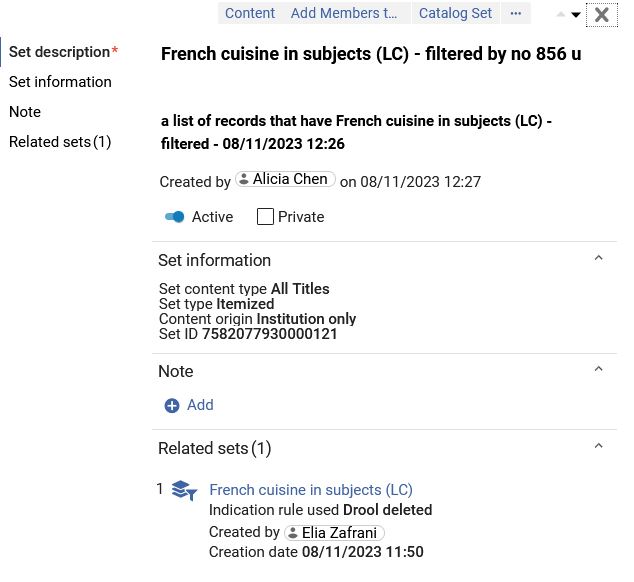 Content Add Members t... Catalog Set ...
Set description*
Set information
Note
Related sets (1)
French cuisine in subjects (LC) - filtered by no 856 u
a list of records that have French cuisine in subjects (LC) -
filtered - 08/11/2023 12:26
Created by Alicia Chen on 08/11/2023 12:27
Active Private
Set information
Set content type All Titles
Set type Itemized
Content origin Institution only
Set ID 7582077930000121
Note
Add
Related sets (1)
1 French cuisine in subjects (LC)
Indication rule used Drool deleted
Created by Elia Zafrani
Creation date 08/11/2023 11:50